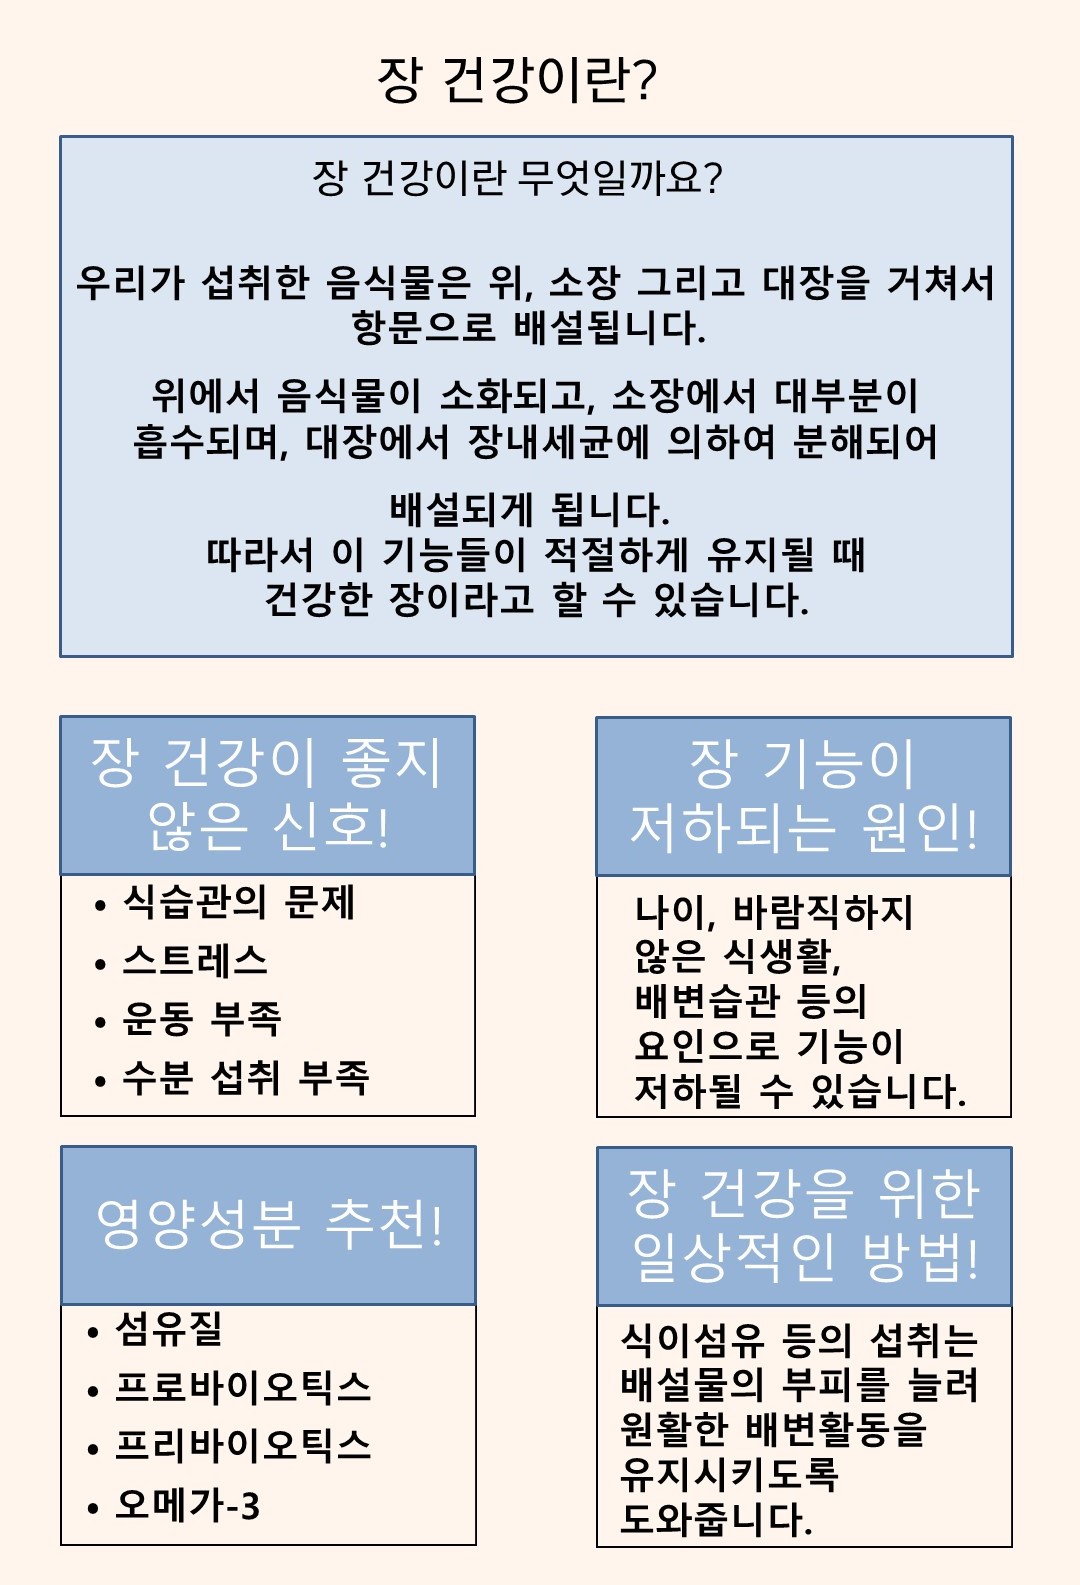 장 건강이란?
장 건강이란 무엇일까요?
우리가 섭취한 음식물은 위, 소장 그리고 대장을 거쳐서
항문으로 배설됩니다.
위에서 음식물이 소화되고, 소장에서 대부분이
흡수되며, 대장에서 장내세균에 의하여 분해되어
배설되게 됩니다.
따라서 이 기능들이 적절하게 유지될 때
건강한 장이라고 할 수 있습니다.
장 건강이 좋지
않은 신호!
• 식습관의 문제
• 스트레스
• 운동 부족
• 수분 섭취 부족
장 기능이
저하되는 원인!
나이, 바람직하지
않은 식생활,
배변습관 등의
요인으로 기능이
저하될 수 있습니다.
영양성분 추천!
• 섬유질
• 프로바이오틱스
• 프리바이오틱스
• 오메가-3
장 건강을 위한
일상적인 방법!
식이섬유 등의 섭취는
배설물의 부피를 늘려
원활한 배변활동을
유지시키도록
도와줍니다.